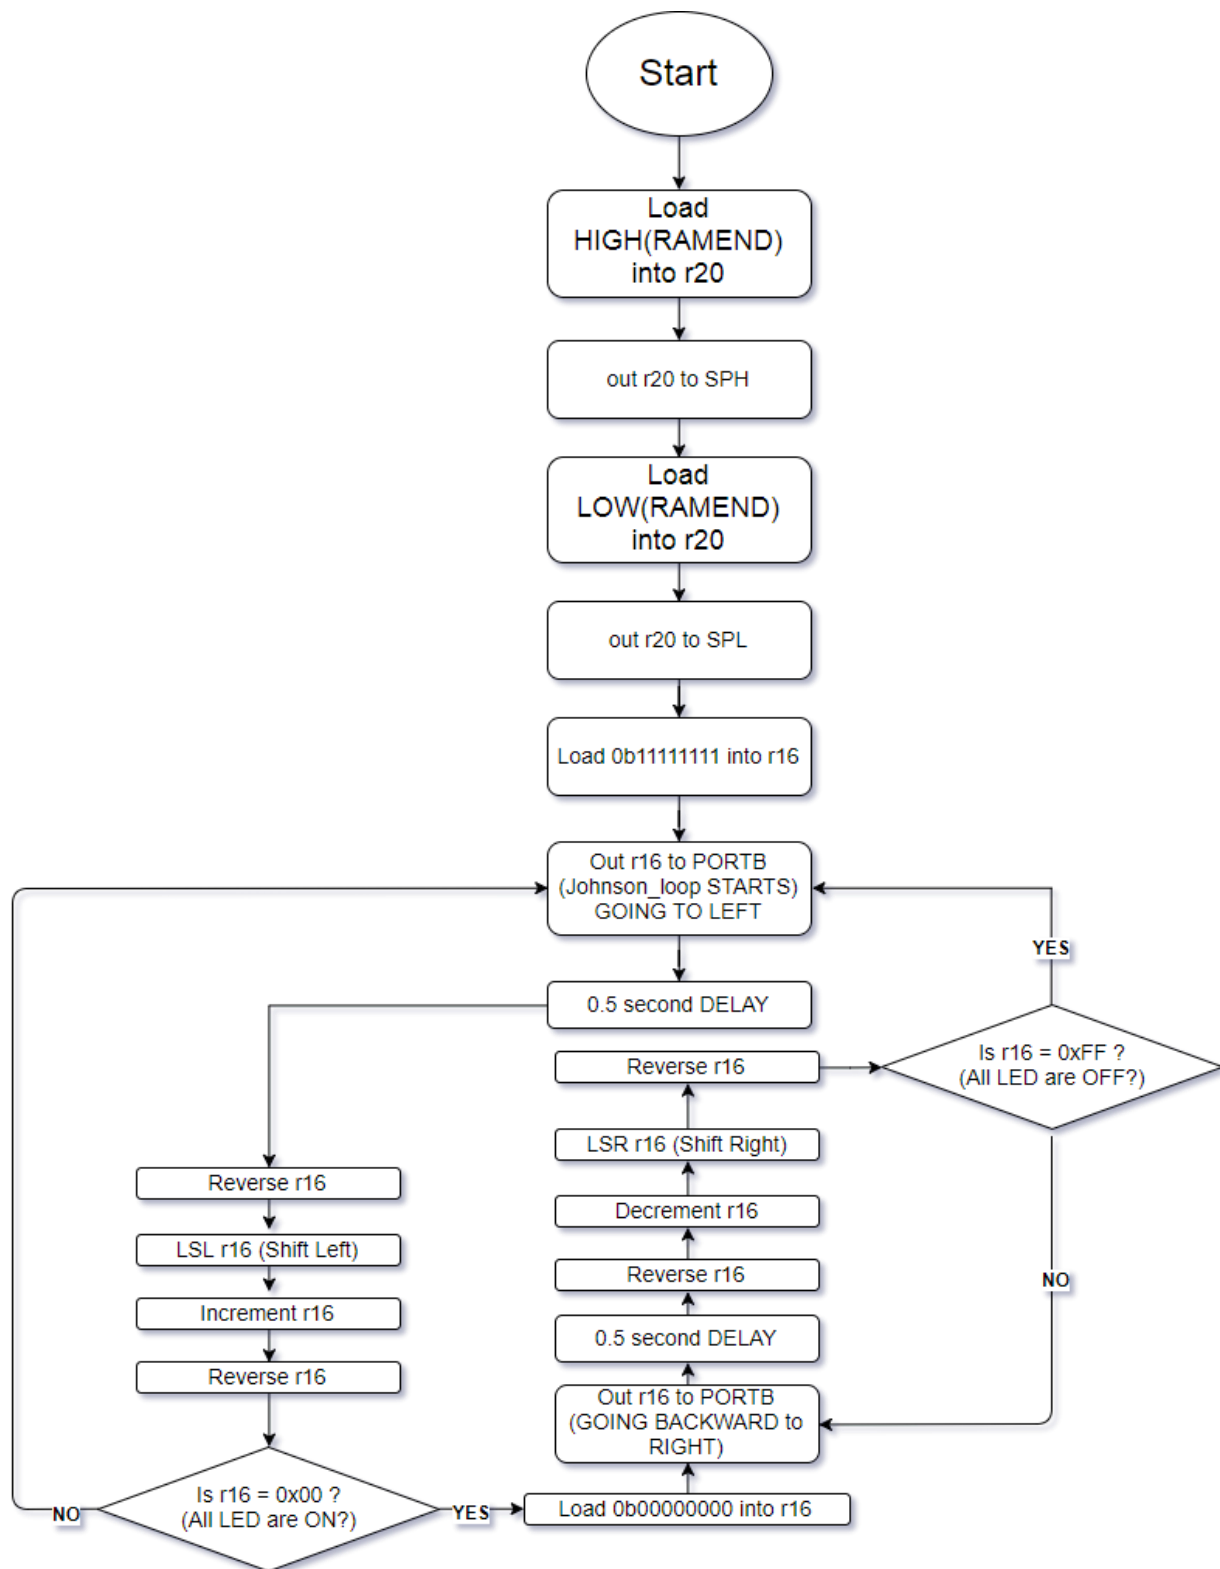 Start
Load
HIGH(RAMEND)
into r20
out r20 to SPH
Load
LOW(RAMEND)
into r20
out r20 to SPL
Load 0b11111111 into r16
Out r16 to PORTB
(Johnson_loop STARTS)
GOING TO LEFT
YES
0.5 second DELAY
Is r16 = 0xFF ?
(All LED are OFF?)
Reverse r16
LSR r16 (Shift Right)
Decrement r16
Reverse r16
0.5 second DELAY
Out r16 to PORTB
(GOING BACKWARD to
RIGHT)
NO
Reverse r16
LSL r16 (Shift Left)
Increment r16
Reverse r16
Is r16 = 0x00 ?
(All LED are ON?)
NO
YES
Load 0b00000000 into r16